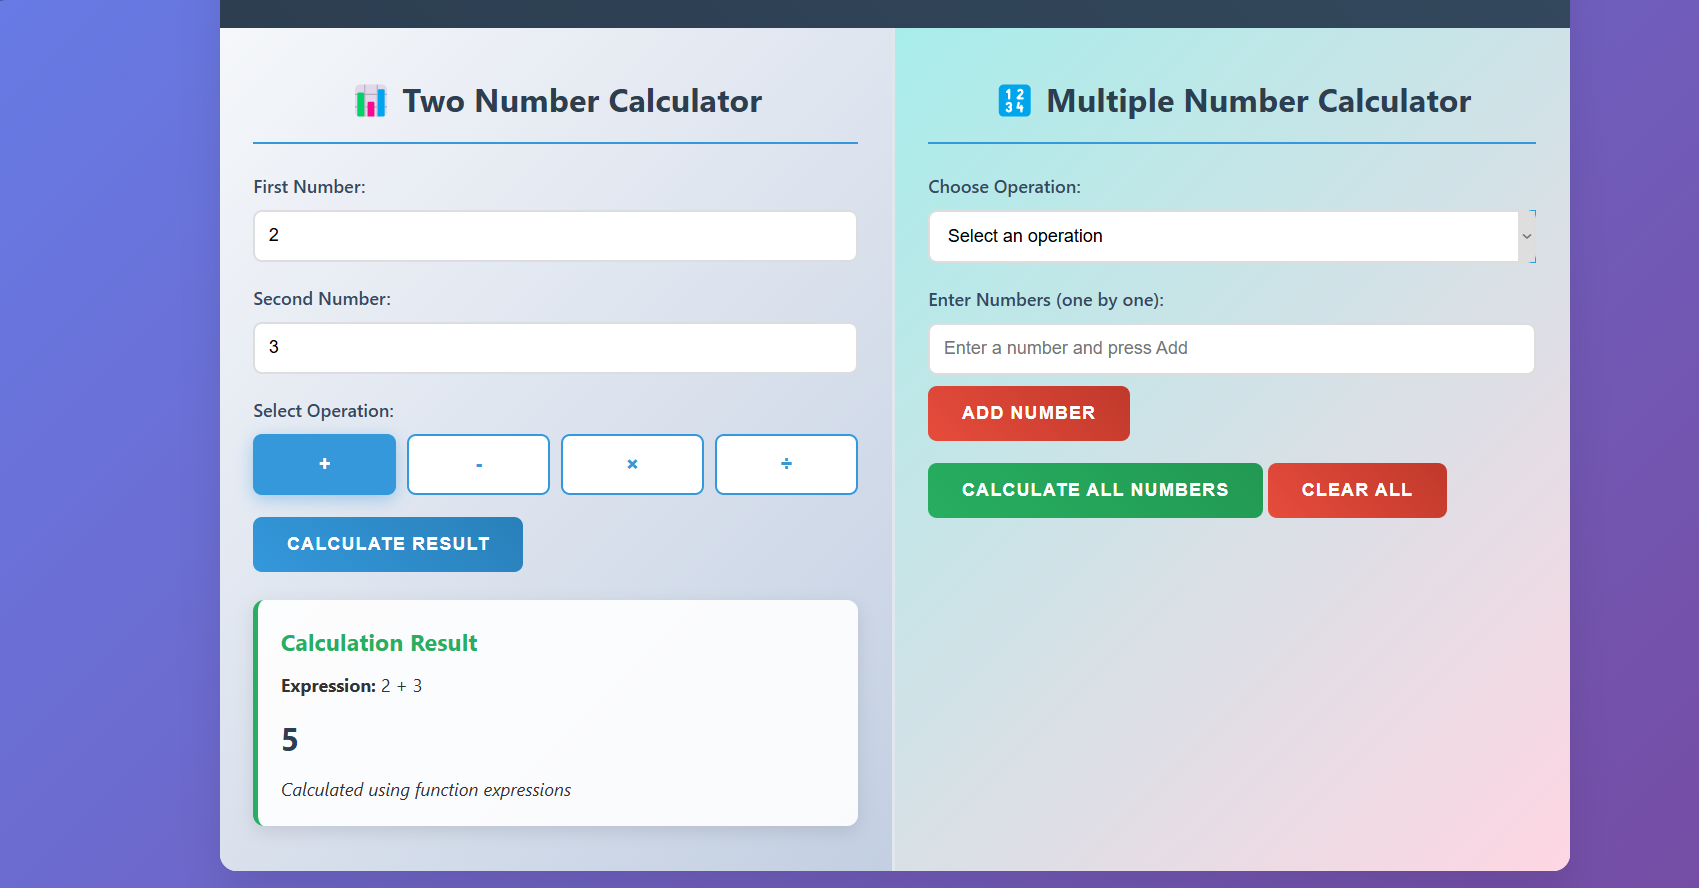 Two Number Calculator
First Number:
2
Second Number:
3
Select Operation:
+ - × ÷
CALCULATE RESULT
Calculation Result
Expression: 2 + 3
5
Calculated using function expressions
Multiple Number Calculator
Choose Operation:
Select an operation
Enter Numbers (one by one):
Enter a number and press Add
ADD NUMBER
CALCULATE ALL NUMBERS CLEAR ALL